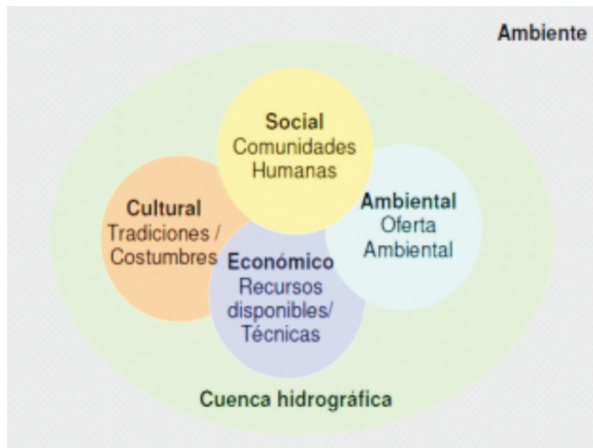 Ambiente
Social
Comunidades
Humanas
Cultural
Tradiciones /
Costumbres
Ambiental
Oferta
Ambiental
Económico
Recursos
disponibles/
Técnicas
Cuenca hidrográfica